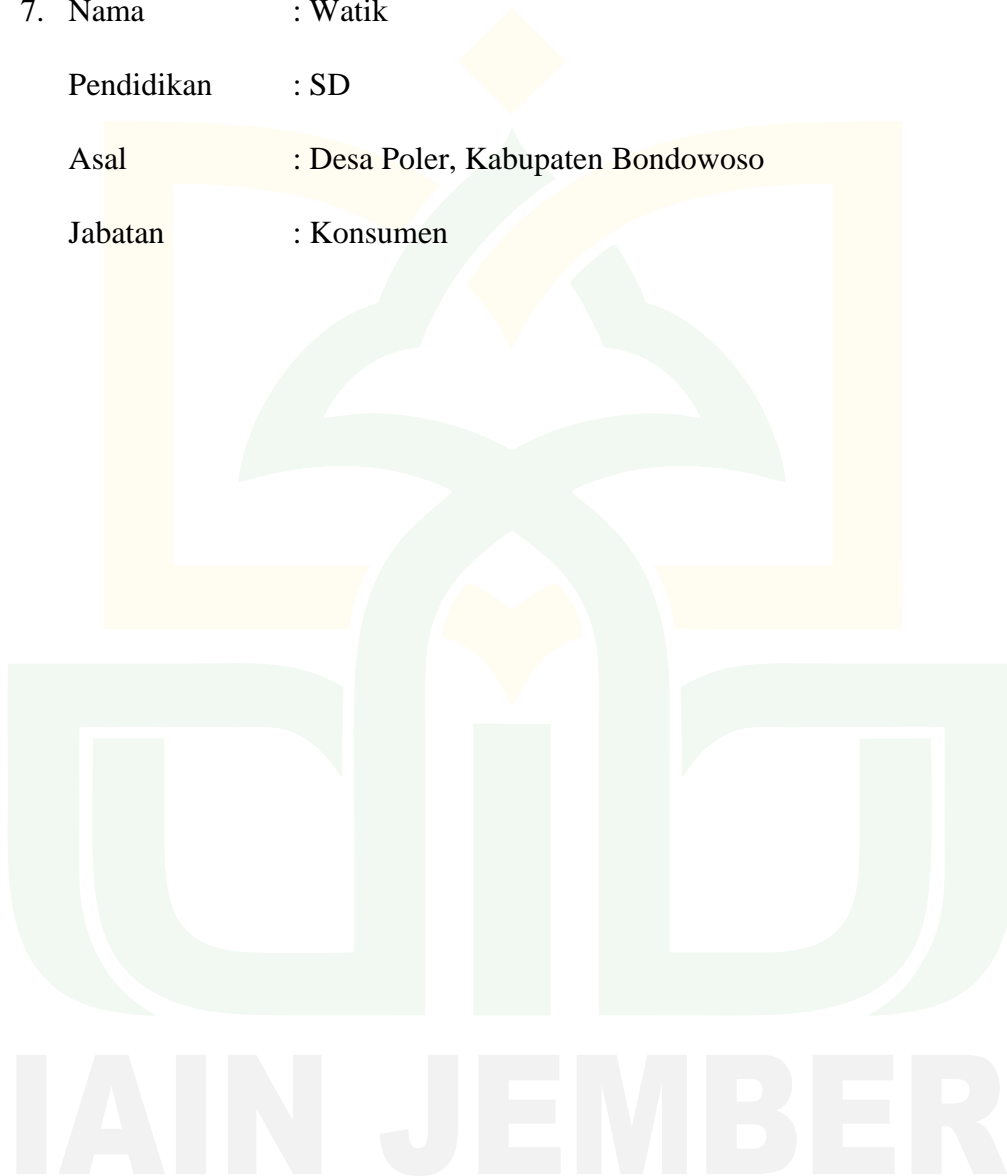 7. Nama : Watik
Pendidikan : SD
Asal : Desa Poler, Kabupaten Bondowoso
Jabatan : Konsumen
IAIN JEMBER